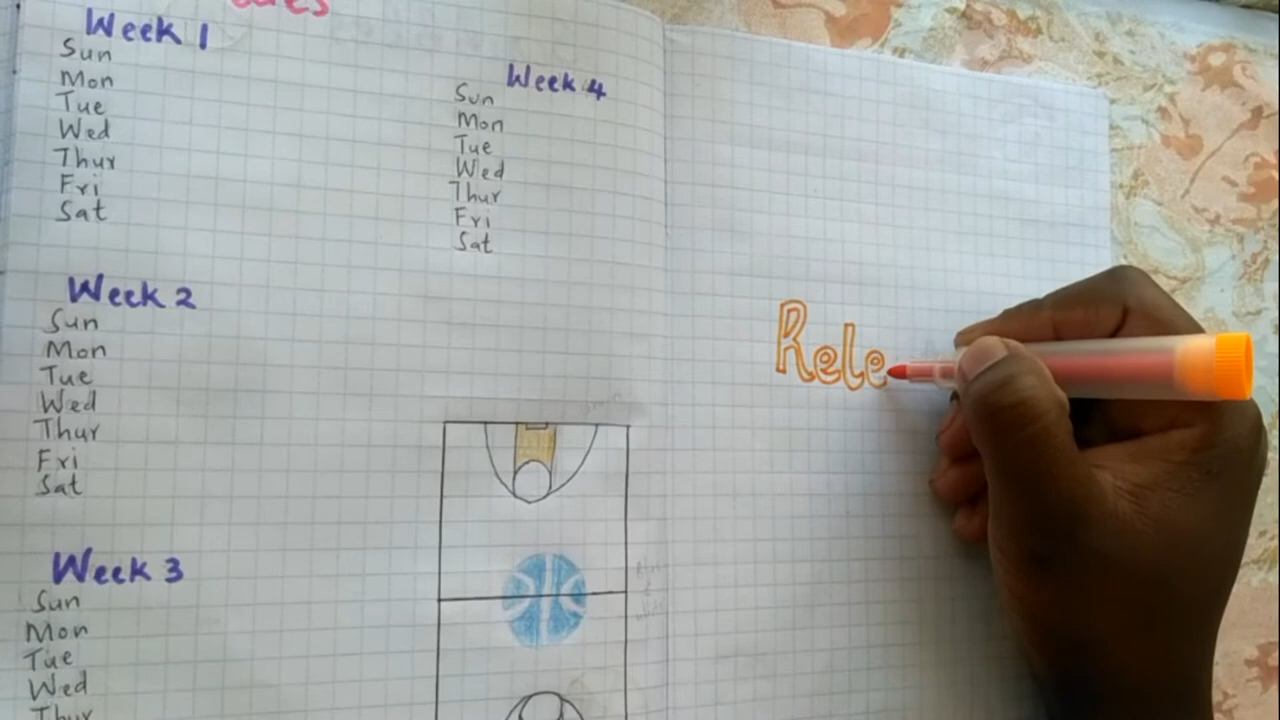 Week 1
Sun
Mon
Tue
Wed
Thur
Fri
Sat
Week 2
Sun
Mon
Tue
Wed
Thur
Fri
Sat
Week 3
Sun
Mon
Tue
Wed
Thur
Week 4
Sun
Mon
Tue
Wed
Thur
Fri
Sat
Rele